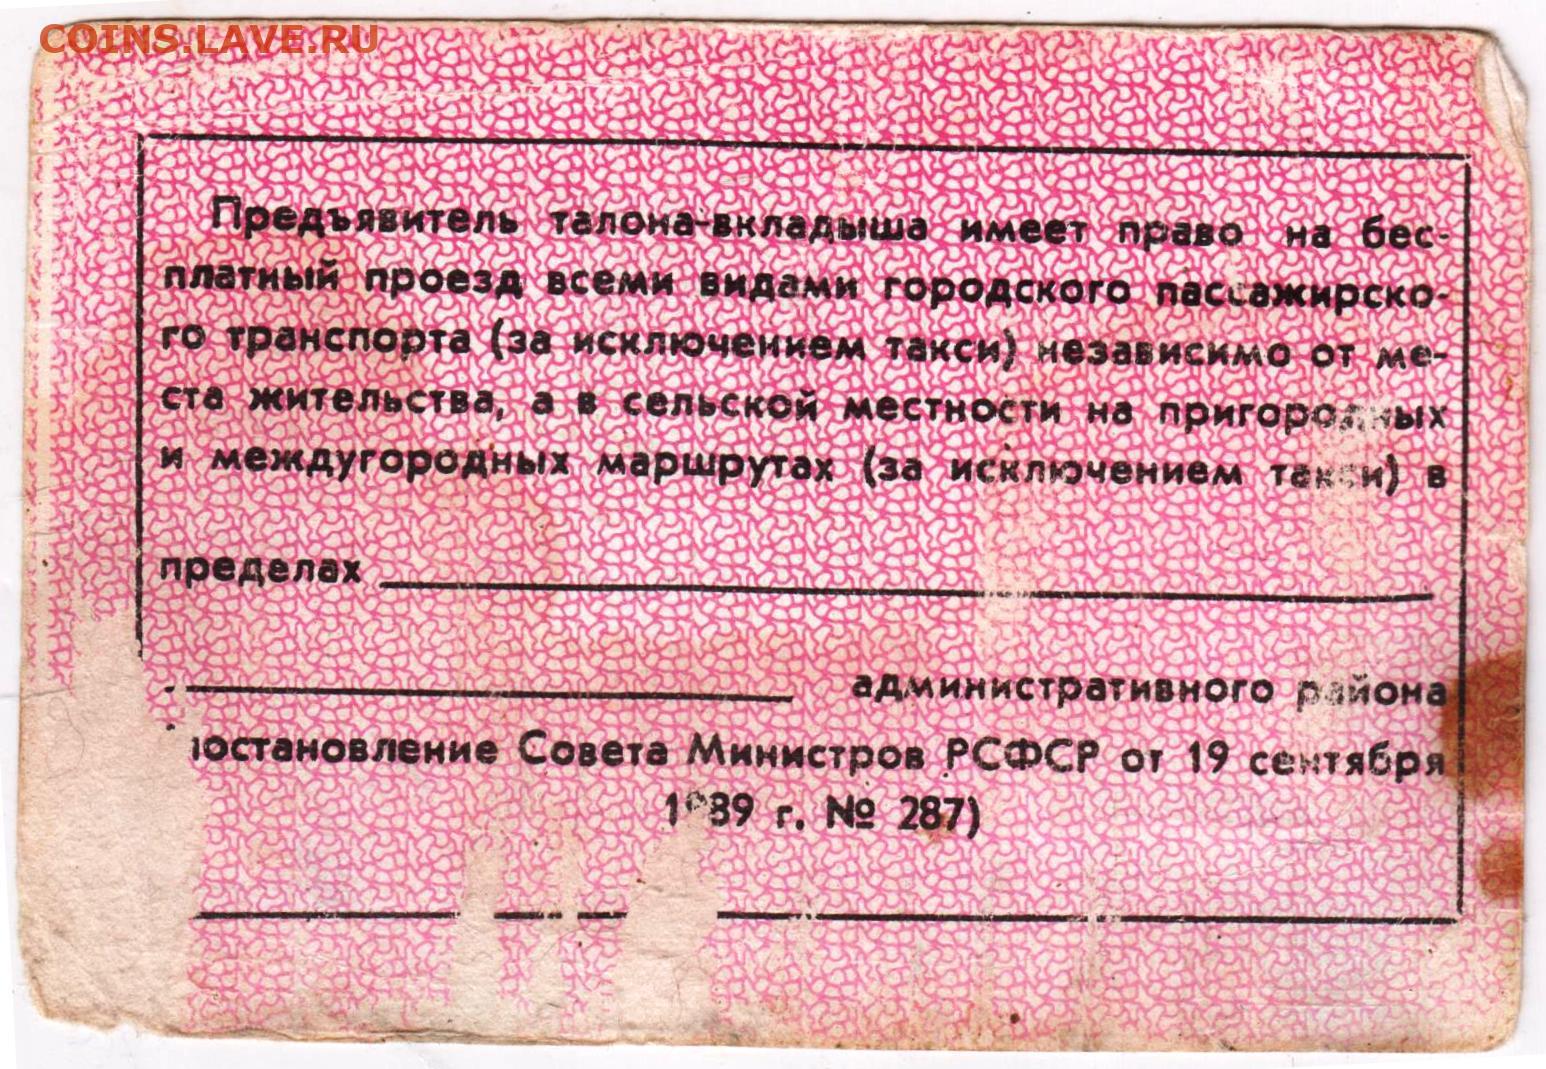 COINS.LAVE.RU
Предъявитель талона-вкладыша имеет право на бес-
платный проезд всеми видами городского пассажирско-
го транспорта (за исключением такси) независимо от ме-
ста жительства, а в сельской местности на пригородных
и междугородных маршрутах (за исключением такси) в
пределах
административного района
постановление Совета Министров РСФСР от 19 сентября
1989 г. № 287)